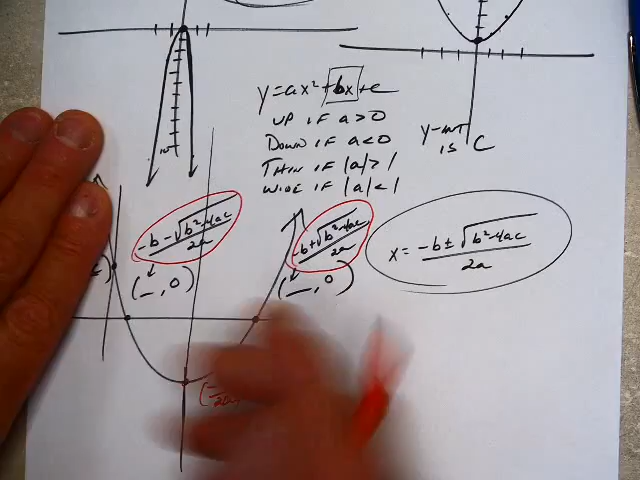 10
y=ax²+bx+c
UP IF a>0
DOWN IF a<0
THIN IF |a|>1
WIDE IF |a|<1
y-INT
IS C
-b-√b²-4ac
2a
(_,0)
-b+√b²-4ac
2a
(_,0)
x= -b±√b²-4ac
2a